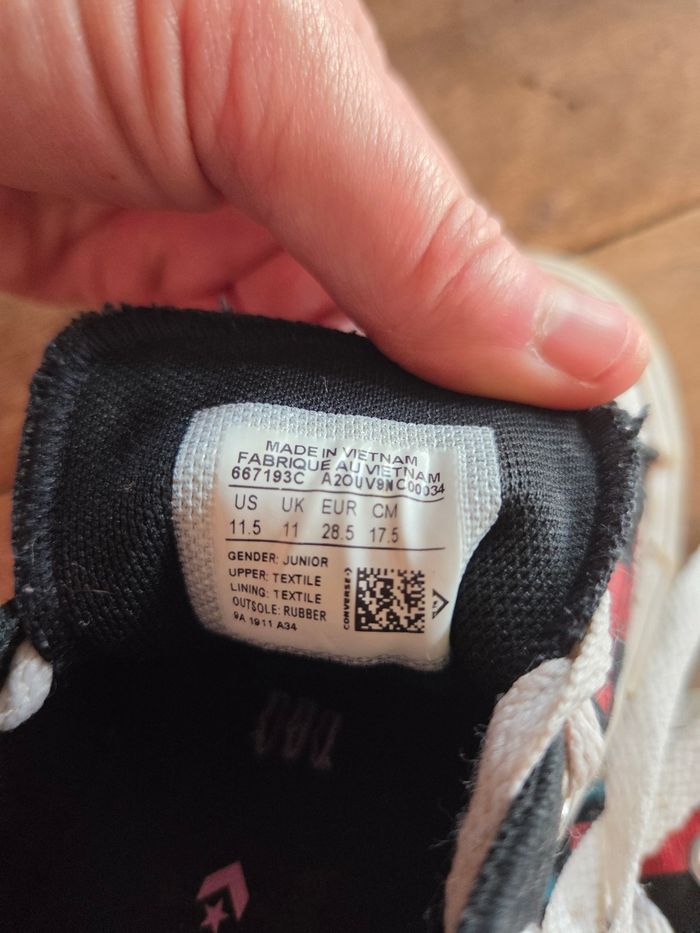 MADE IN VIETNAM
FABRIQUE AU VIETNAM
667193C A2OUV9NC00034
US UK EUR CM
11.5 11 28.5 17.5
GENDER: JUNIOR
UPPER: TEXTILE
LINING: TEXTILE
OUTSOLE: RUBBER
9A 1911 A34
CONVERSE